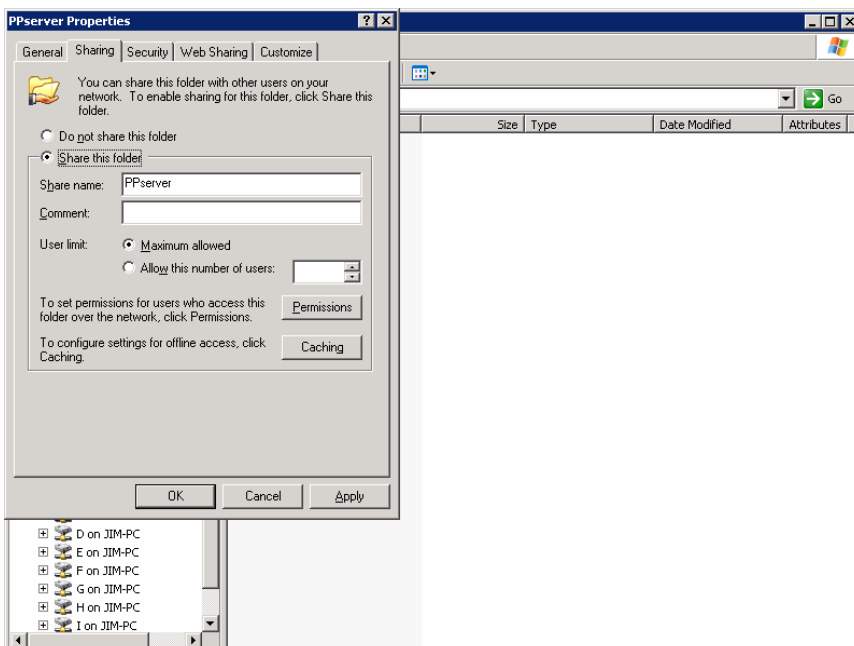 PPserver Properties
General Sharing Security Web Sharing Customize
You can share this folder with other users on your
network. To enable sharing for this folder, click Share this
folder.
Do not share this folder
Share this folder
Share name: PPserver
Comment:
User limit: Maximum allowed
Allow this number of users:
To set permissions for users who access this
folder over the network, click Permissions.
Permissions
To configure settings for offline access, click
Caching.
Caching
OK Cancel Apply
Go
Size Type Date Modified Attributes
D on JIM-PC
E on JIM-PC
F on JIM-PC
G on JIM-PC
H on JIM-PC
I on JIM-PC